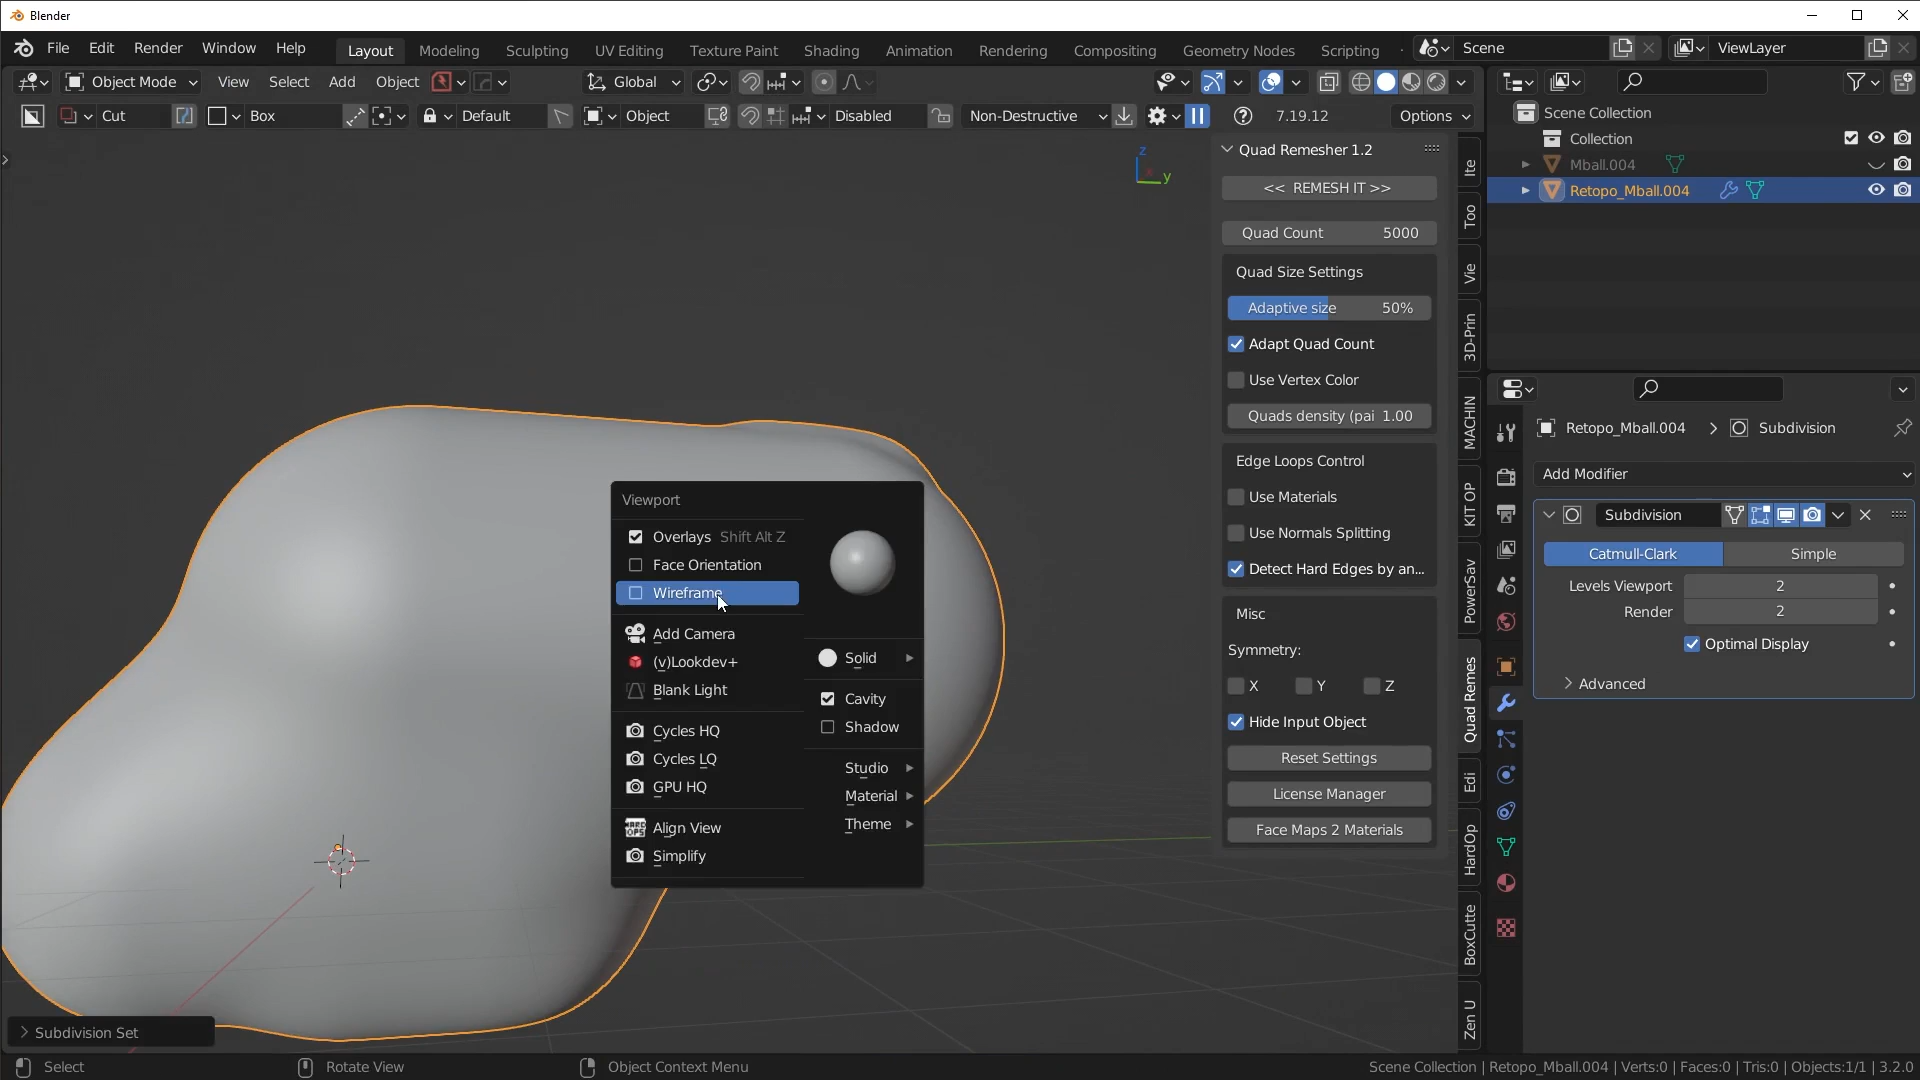 Blender
File Edit Render Window Help
Layout Modeling Sculpting UV Editing Texture Paint Shading Animation Rendering Compositing Geometry Nodes Scripting
Scene
ViewLayer
Object Mode View Select Add Object Global
Cut Box Default Object Disabled Non-Destructive 7.19.12 Options
z
y
Quad Remesher 1.2
<< REMESH IT >>
Quad Count 5000
Quad Size Settings
Adaptive size 50%
Adapt Quad Count
Use Vertex Color
Quads density (pai 1.00
Edge Loops Control
Use Materials
Use Normals Splitting
Detect Hard Edges by an...
Misc
Symmetry:
X Y Z
Hide Input Object
Reset Settings
License Manager
Face Maps 2 Materials
Ite
Too
Vie
3D-Prin
MACHIN
KIT OP
PowerSav
Quad Remes
Edi
HardOp
BoxCutte
Zen U
Viewport
Overlays Shift Alt Z
Face Orientation
Wireframe
Add Camera
(v)Lookdev+
Blank Light
Cycles HQ
Cycles LQ
GPU HQ
Align View
Simplify
Solid
Cavity
Shadow
Studio
Material
Theme
Scene Collection
Collection
Mball.004
Retopo_Mball.004
Retopo_Mball.004 > Subdivision
Add Modifier
Subdivision
Catmull-Clark Simple
Levels Viewport 2
Render 2
Optimal Display
Advanced
Subdivision Set
Select
Rotate View
Object Context Menu
Scene Collection | Retopo_Mball.004 | Verts:0 | Faces:0 | Tris:0 | Objects:1/1 | 3.2.0